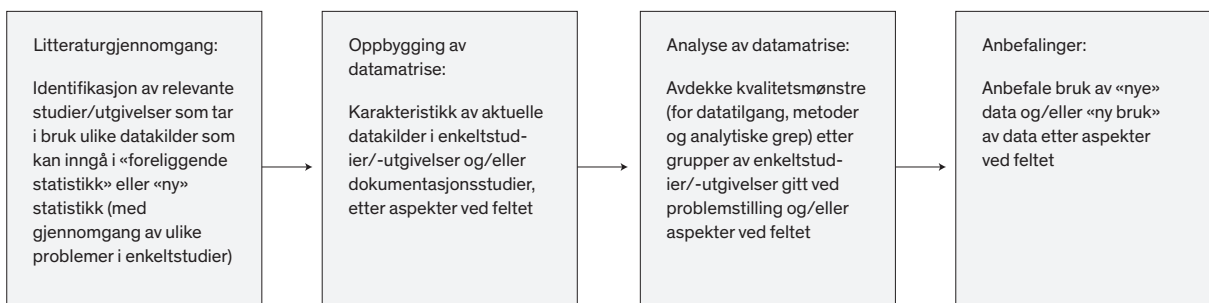 Litteraturgjennomgang:
Identifikasjon av relevante
studier/utgivelser som tar
i bruk ulike datakilder som
kan inngå i «foreliggende
statistikk» eller «ny»
statistikk (med
gjennomgang av ulike
problemer i enkeltstudier)
Oppbygging av
datamatrise:
Karakteristikk av aktuelle
datakilder i enkeltstud-
ier/-utgivelser og/eller
dokumentasjonsstudier,
etter aspekter ved feltet
Analyse av datamatrise:
Avdekke kvalitetsmønstre
(for datatilgang, metoder
og analytiske grep) etter
grupper av enkeltstud-
ier/-utgivelser gitt ved
problemstilling og/eller
aspekter ved feltet
Anbefalinger:
Anbefale bruk av «nye»
data og/eller «ny bruk»
av data etter aspekter
ved feltet